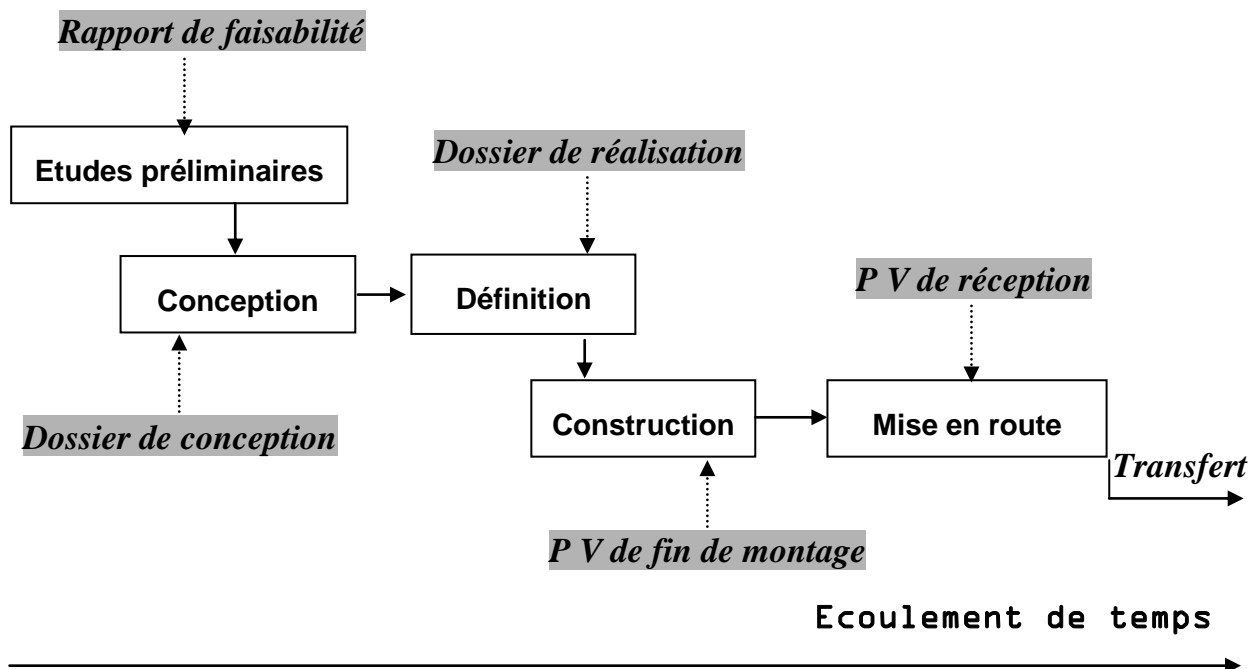 Rapport de faisabilité
Etudes préliminaires
Dossier de réalisation
Conception
Définition
P V de réception
Dossier de conception
Construction
Mise en route
Transfert
P V de fin de montage
Ecoulement de temps